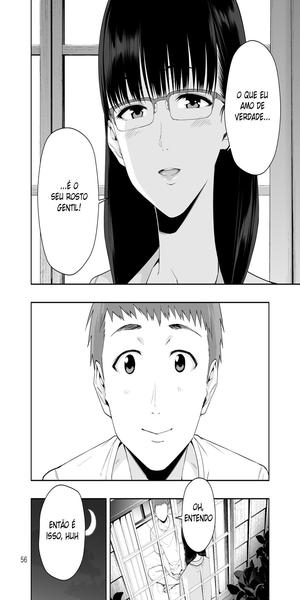 O QUE EU
AMO DE
VERDADE...
...É O
SEU ROSTO
GENTIL!
OH,
ENTENDO
ENTÃO É
ISSO, HUH
56